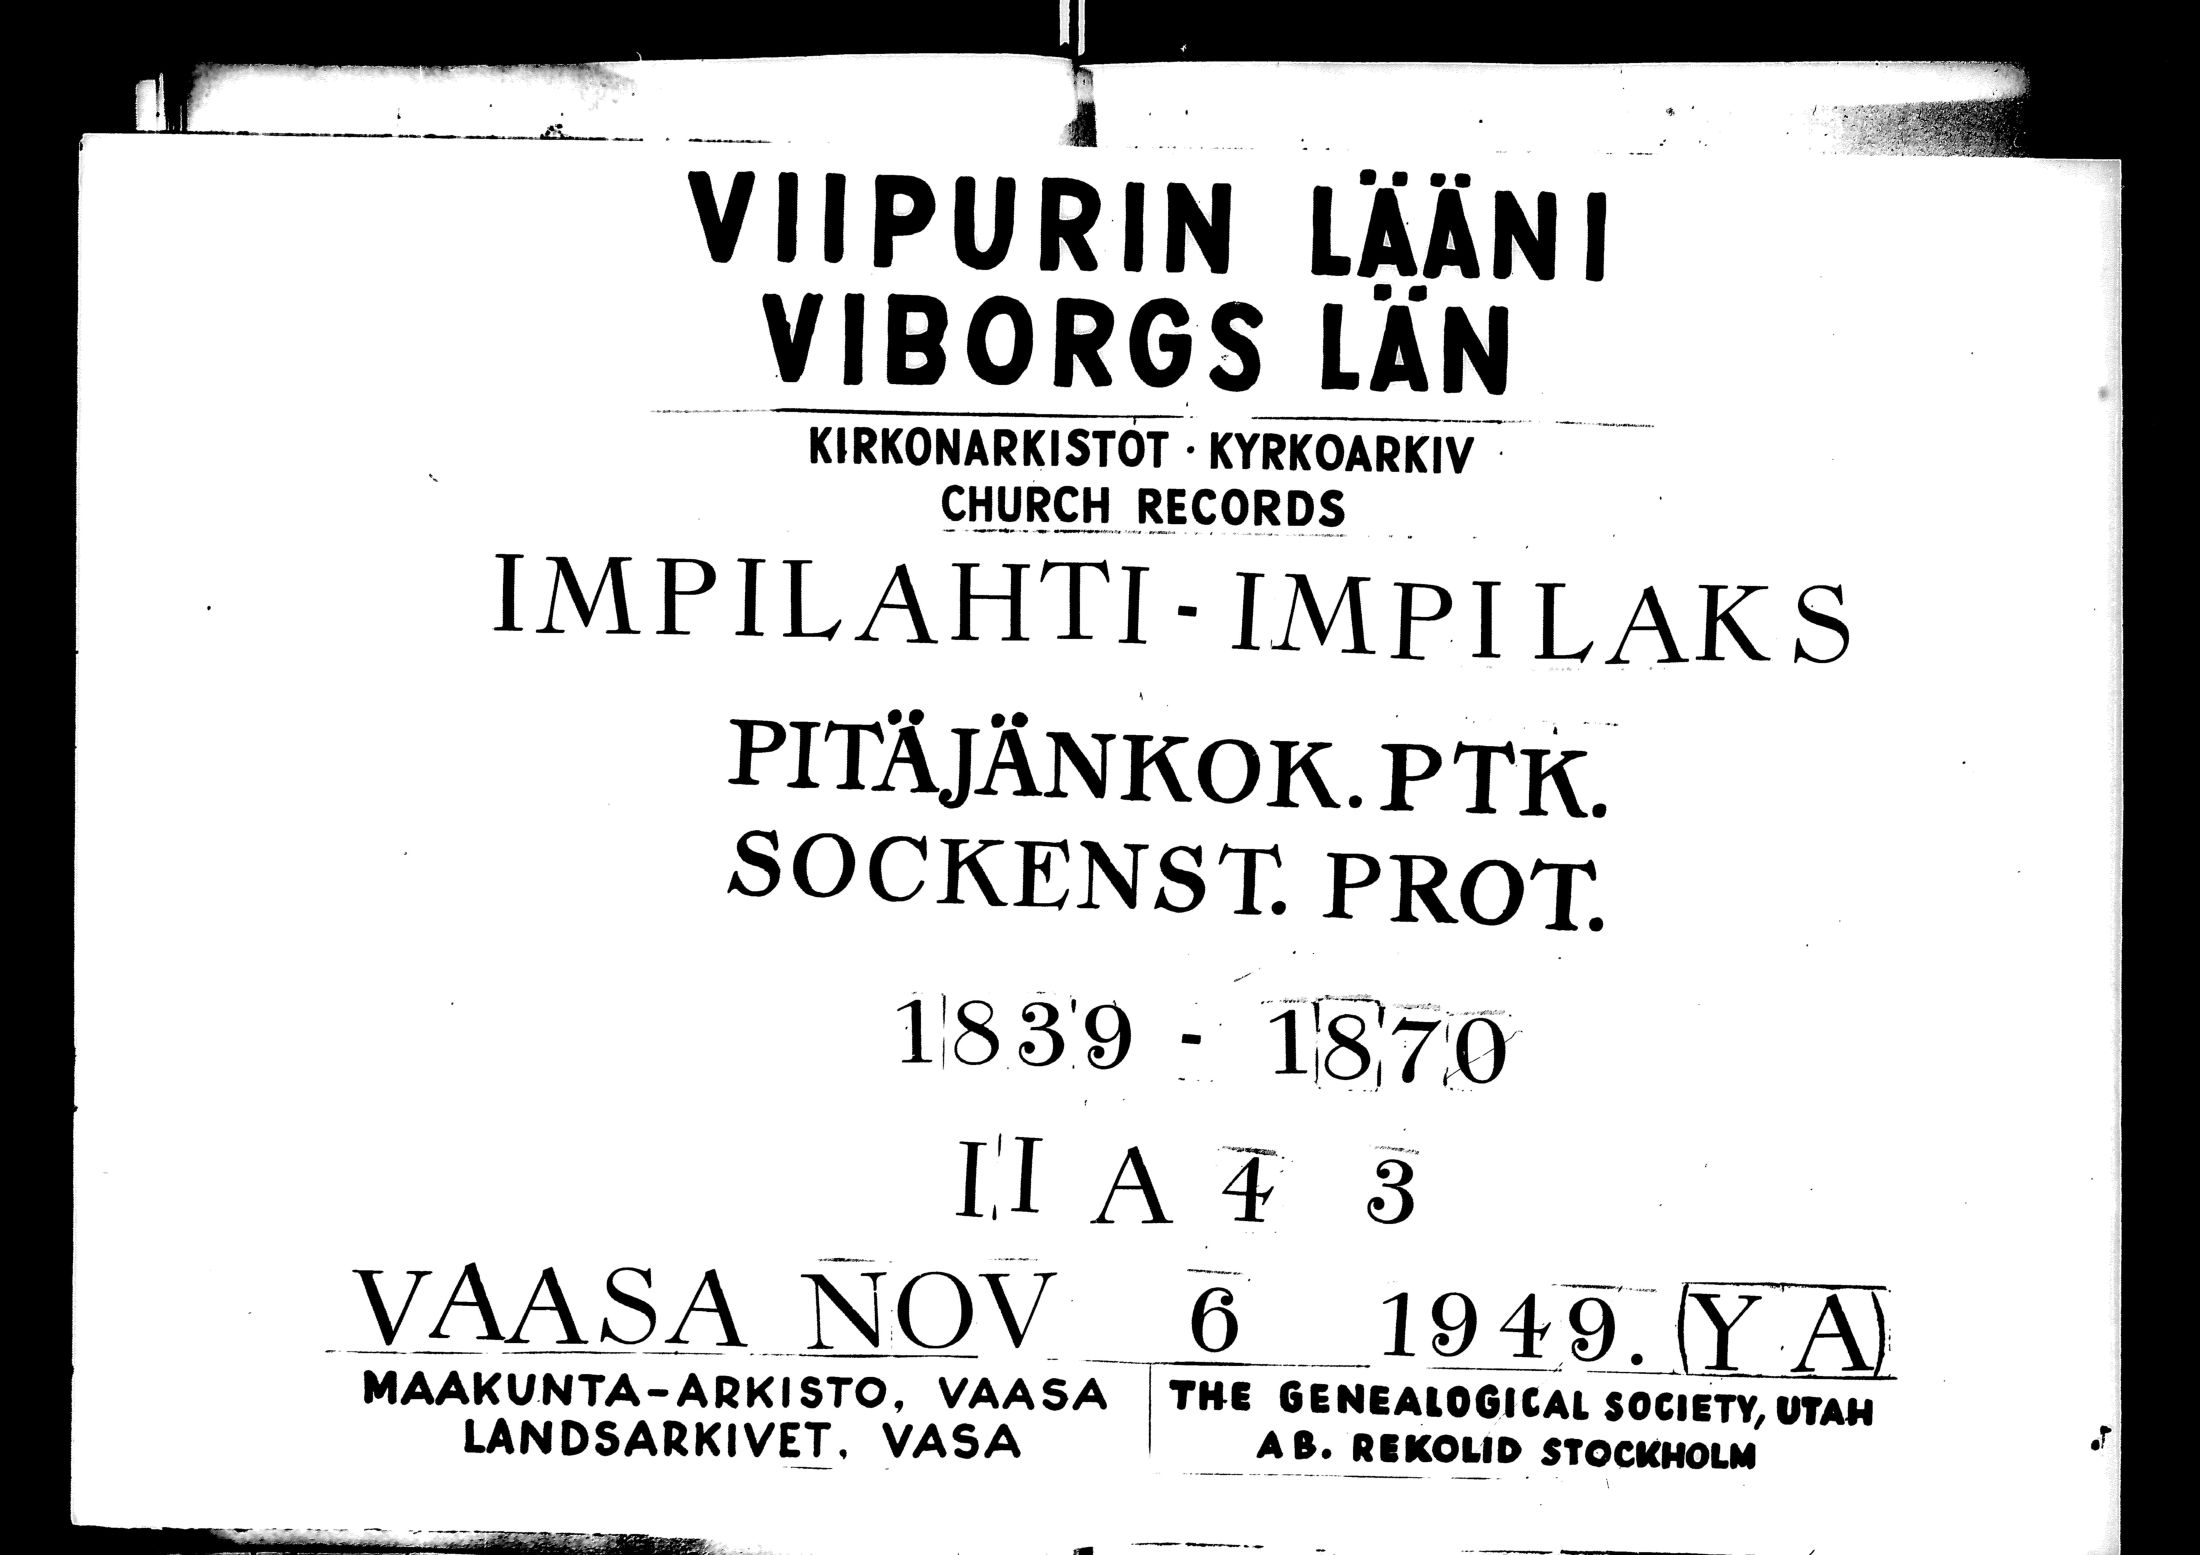 VIIPURIN LÄÄNI
VIBORGS LÄN
KIRKONARKISTOT · KYRKOARKIV
CHURCH RECORDS
IMPILAHTI - IMPILAKS
PITÄJÄNKOK. PTK.
SOCKENST. PROT.
1839 - 1870
II A 4 3
VAASA NOV 6 1949. (Y A)
MAAKUNTA-ARKISTO, VAASA
LANDSARKIVET, VASA
THE GENEALOGICAL SOCIETY, UTAH
AB. REKOLID STOCKHOLM